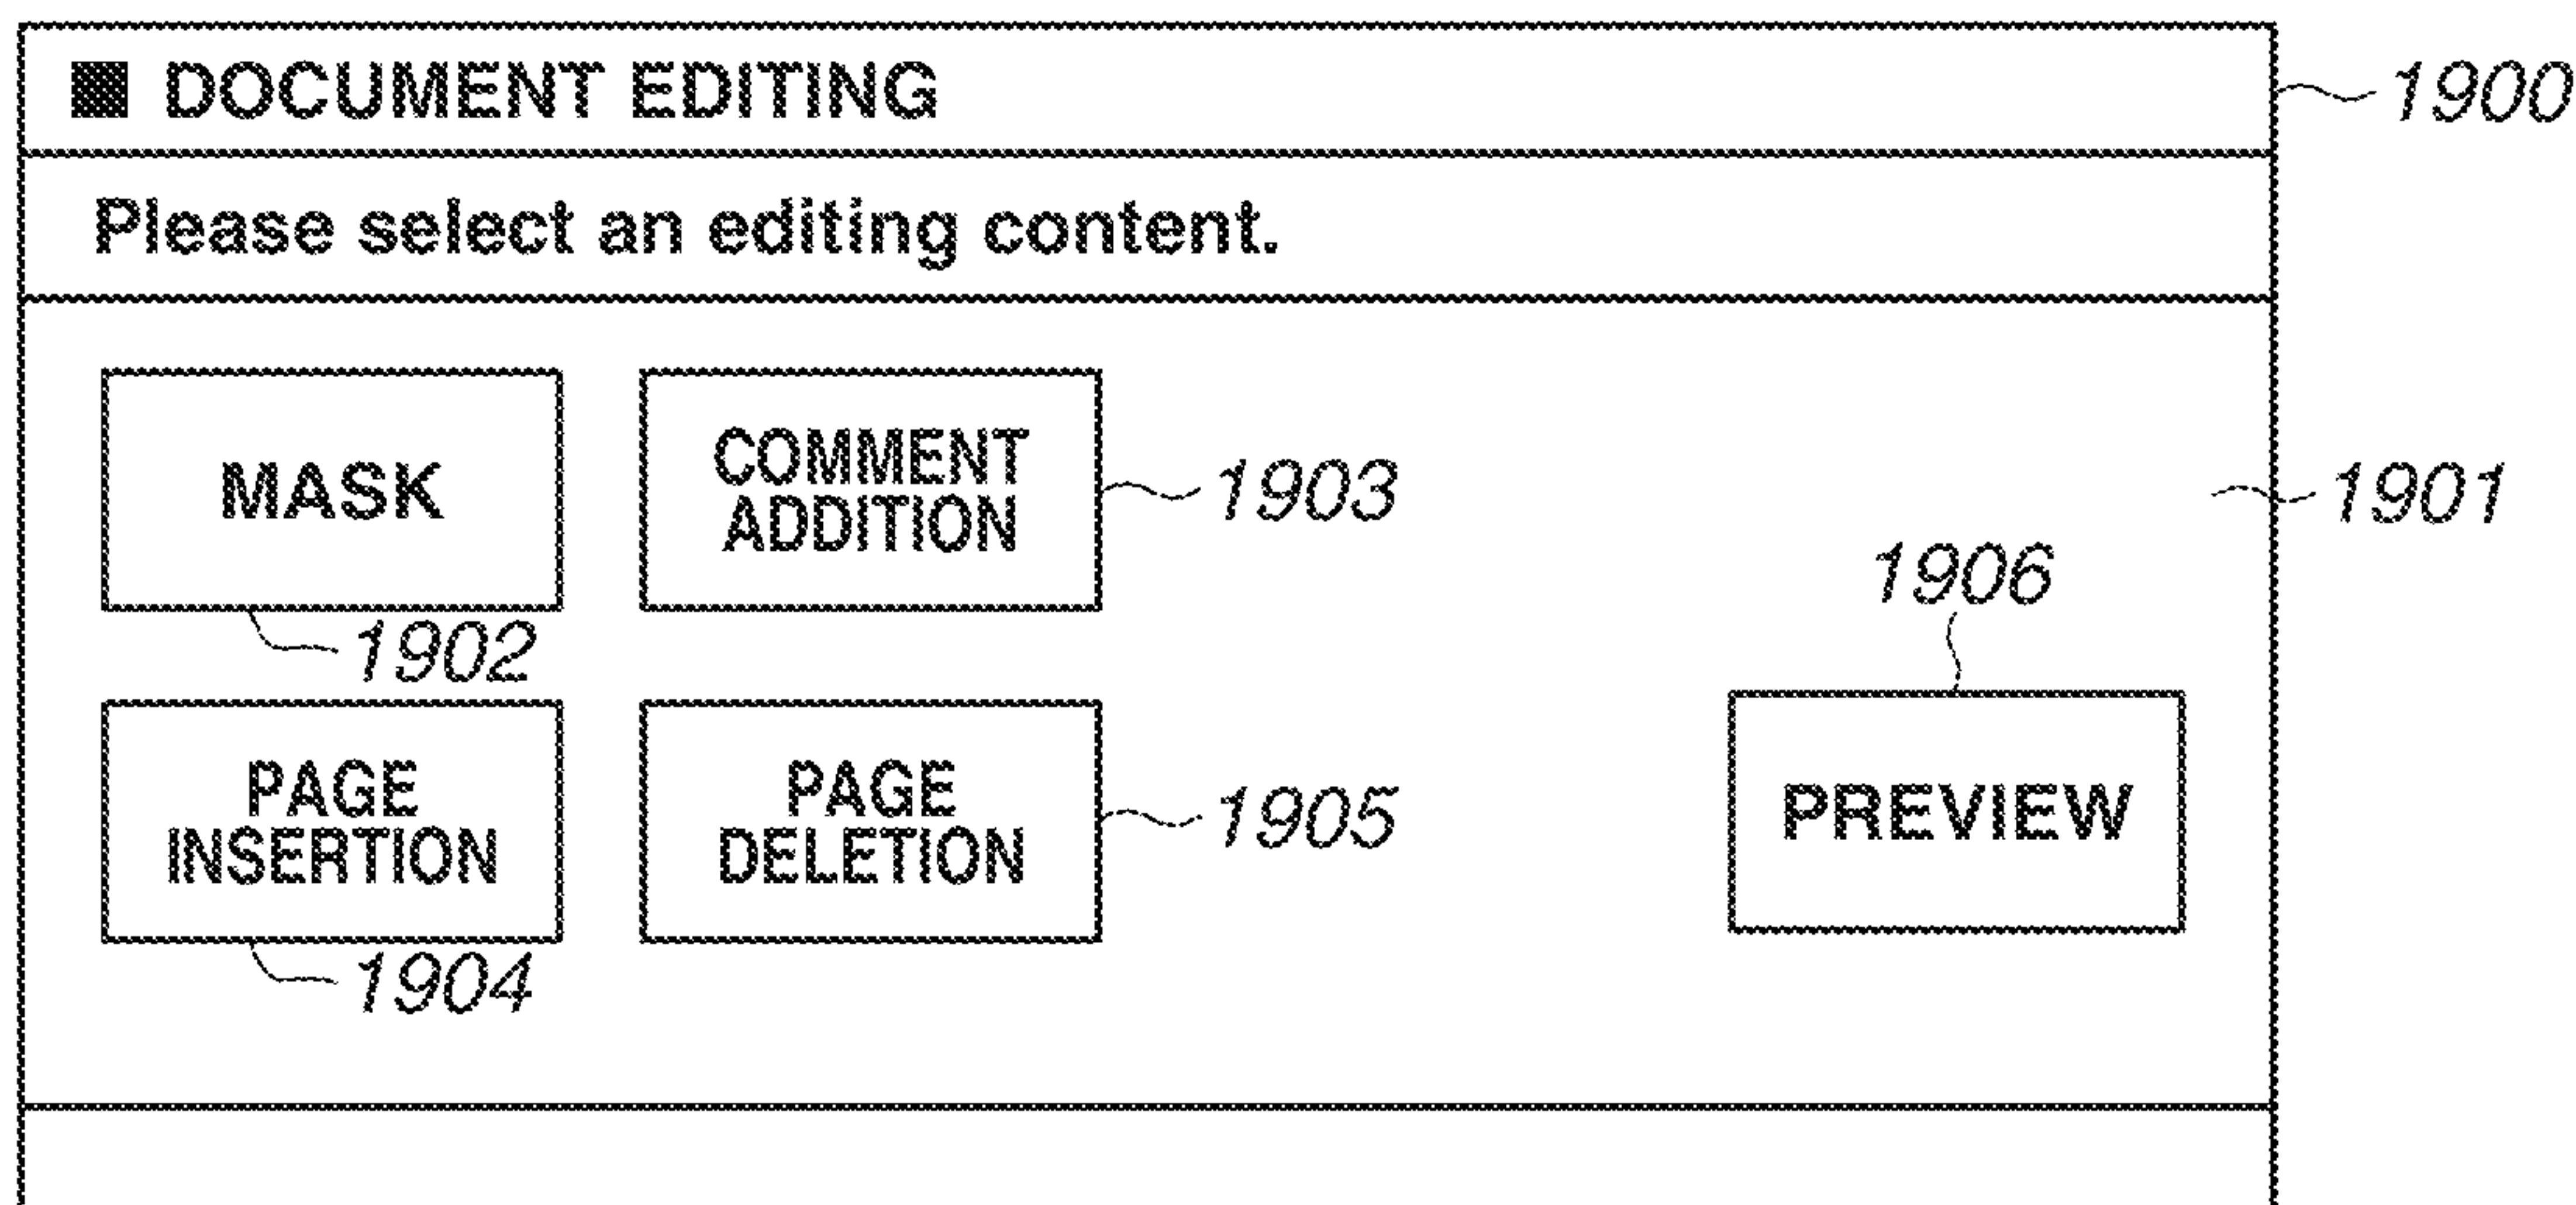 ■ DOCUMENT EDITING
1900
Please select an editing content.
MASK
COMMENT
ADDITION
1903
1901
1902
1906
PAGE
INSERTION
PAGE
DELETION
1905
PREVIEW
1904